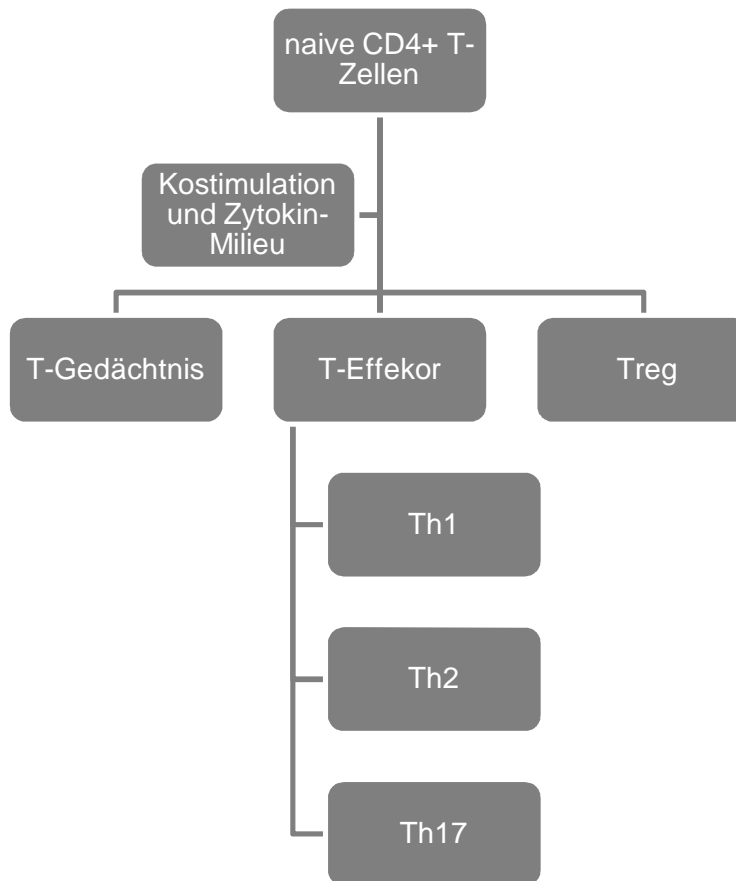 naive CD4+ T-
Zellen
Kostimulation
und Zytokin-
Milieu
T-Gedächtnis
T-Effekor
Treg
Th1
Th2
Th17